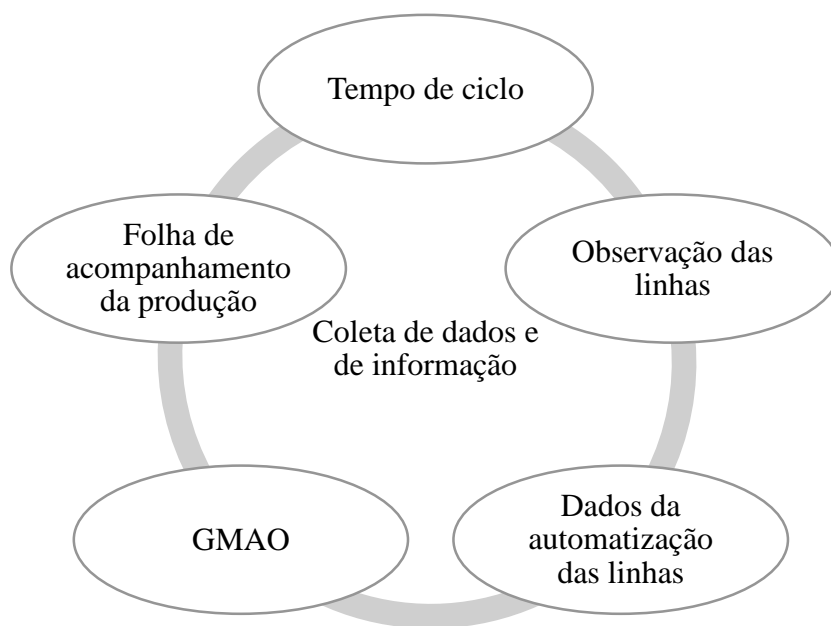 Tempo de ciclo
Observação das
linhas
Dados da
automatização
das linhas
GMAO
Folha de
acompanhamento
da produção
Coleta de dados e
de informação